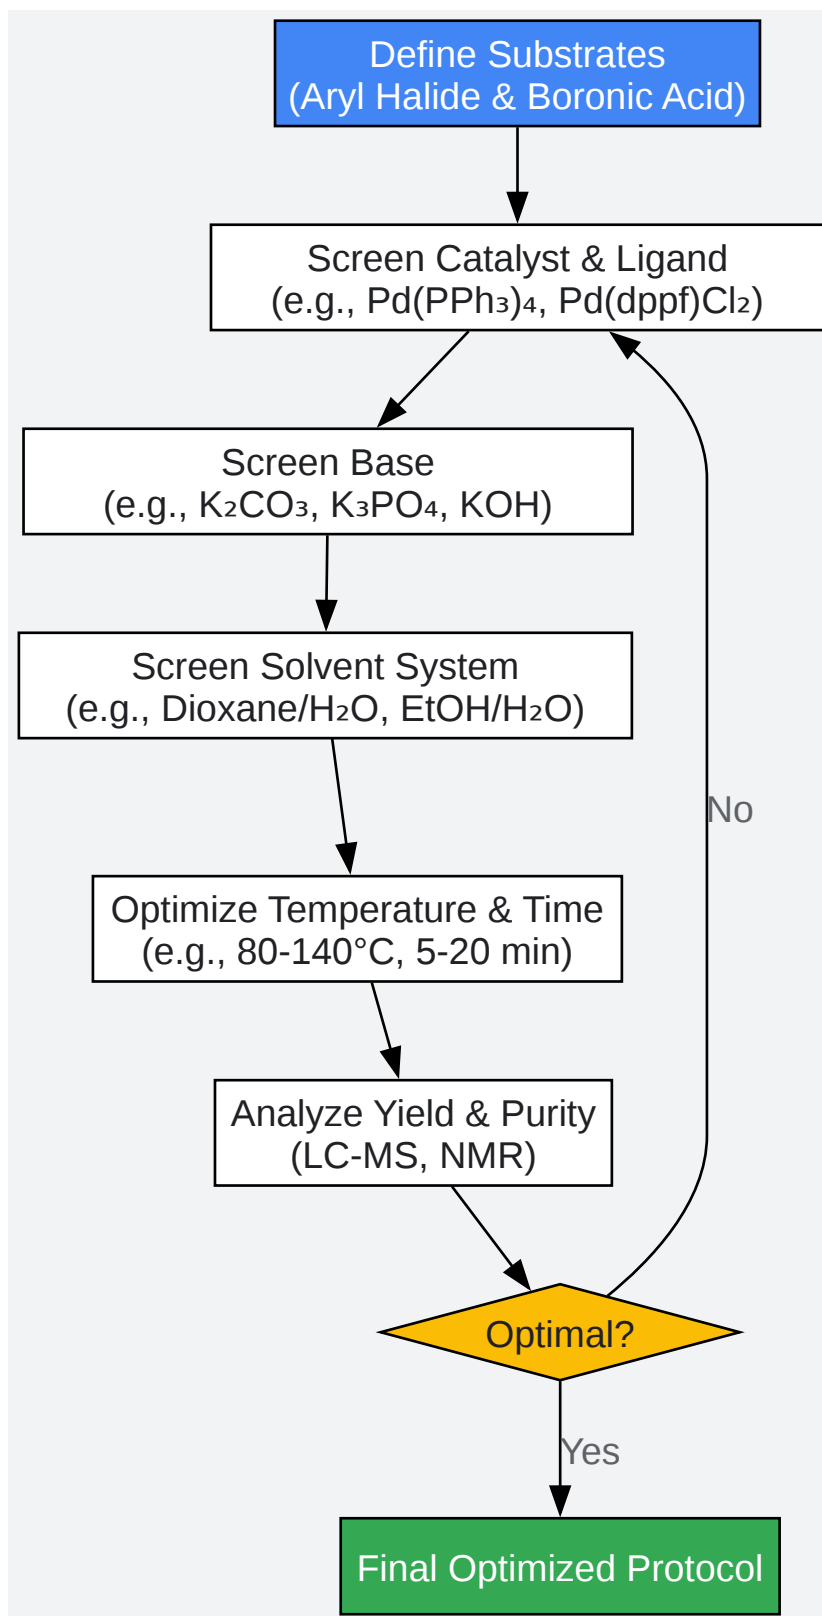 Define Substrates
(Aryl Halide & Boronic Acid)
Screen Catalyst & Ligand
(e.g., Pd(PPh₃)₄, Pd(dppf)Cl₂)
Screen Base
(e.g., K₂CO₃, K₃PO₄, KOH)
Screen Solvent System
(e.g., Dioxane/H₂O, EtOH/H₂O)
No
Optimize Temperature & Time
(e.g., 80-140°C, 5-20 min)
Analyze Yield & Purity
(LC-MS, NMR)
Optimal?
Yes
Final Optimized Protocol